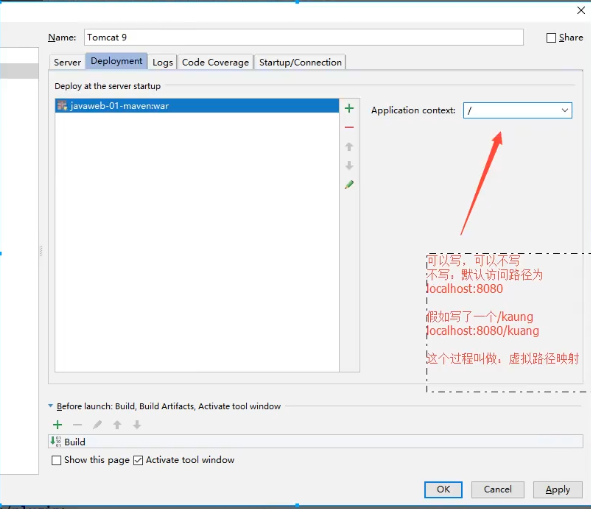 Name: Tomcat 9
Share
Server Deployment Logs Code Coverage Startup/Connection
Deploy at the server startup
javaweb-01-maven:war
Application context: /
可以写，可以不写
不写：默认访问路径为
localhost:8080
假如写了一个/kaung
localhost:8080/kuang
这个过程叫做：虚拟路径映射
Before launch: Build, Build Artifacts, Activate tool window
Build
Show this page Activate tool window
OK Cancel Apply